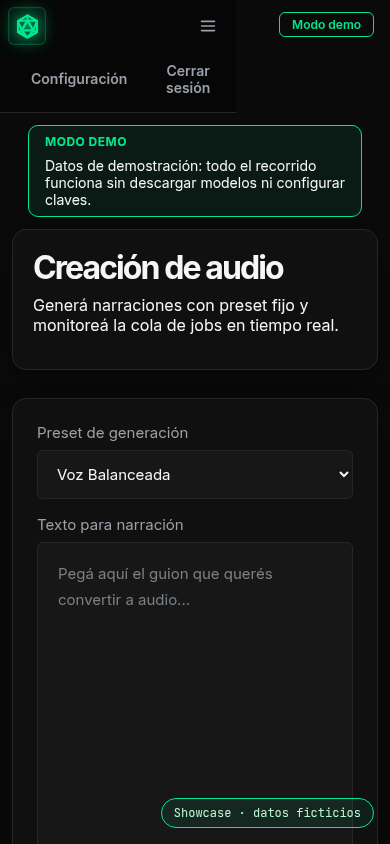 Modo demo
Configuración
Cerrar
sesión
MODO DEMO
Datos de demostración: todo el recorrido
funciona sin descargar modelos ni configurar
claves.
Creación de audio
Generá narraciones con preset fijo y
monitoreá la cola de jobs en tiempo real.
Preset de generación
Voz Balanceada
Texto para narración
Pegá aquí el guion que querés
convertir a audio...
Showcase · datos ficticios